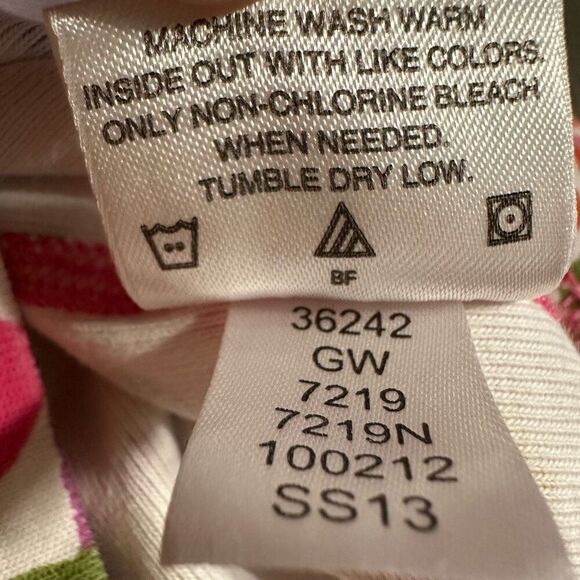 MACHINE WASH WARM
INSIDE OUT WITH LIKE COLORS.
ONLY NON-CHLORINE BLEACH
WHEN NEEDED.
TUMBLE DRY LOW.
BF
36242
GW
7219
7219N
100212
SS13